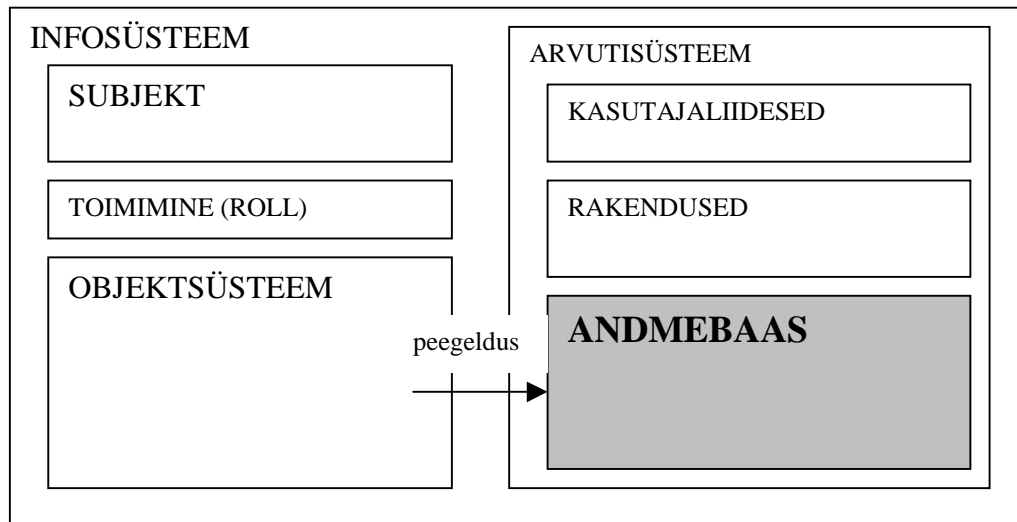 INFOSÜSTEEM
SUBJEKT
TOIMIMINE (ROLL)
OBJEKTSÜSTEEM
peegeldus
ARVUTISÜSTEEM
KASUTAJALIIDESED
RAKENDUSED
ANDMEBAAS